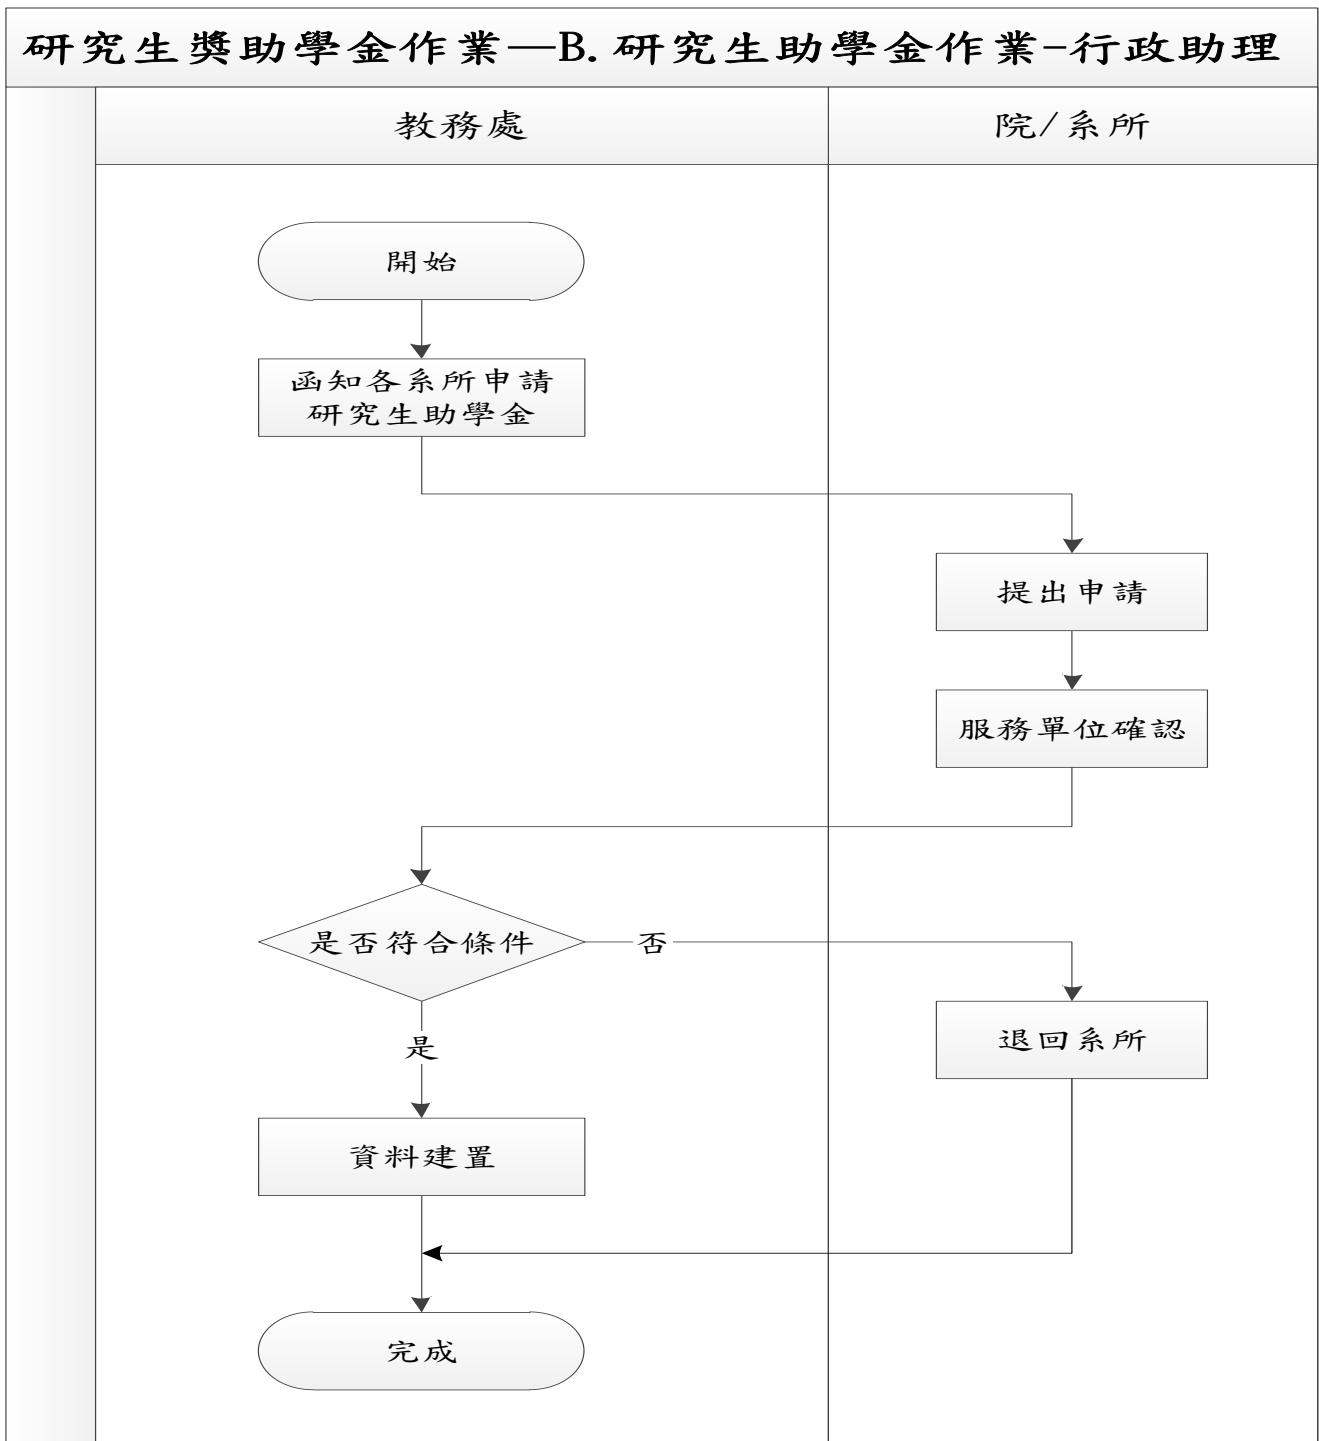 研究生獎助學金作業—B. 研究生助學金作業-行政助理
教務處
院/系所
開始
函知各系所申請
研究生助學金
提出申請
服務單位確認
是否符合條件
否
是
退回系所
資料建置
完成